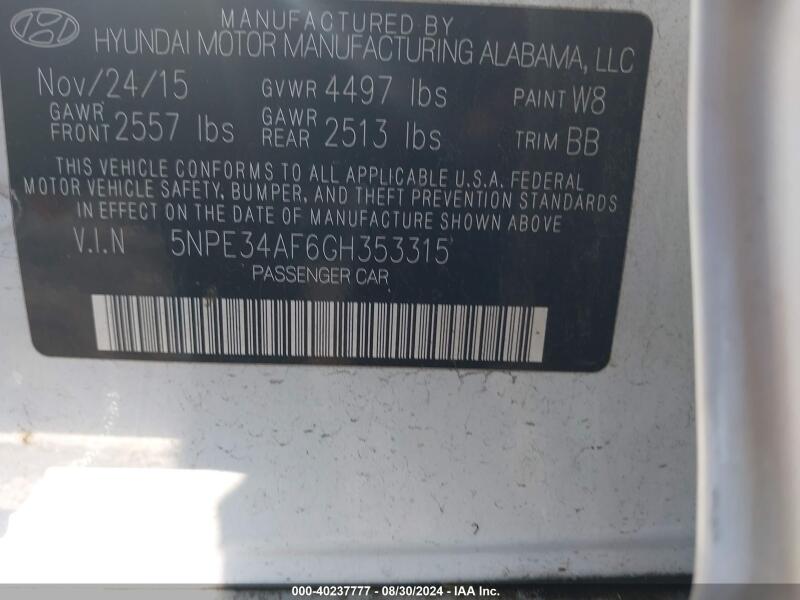 MANUFACTURED BY
HYUNDAI MOTOR MANUFACTURING ALABAMA, LLC
Nov/24/15 GVWR 4497 lbs PAINT W8
GAWR FRONT 2557 lbs GAWR REAR 2513 lbs TRIM BB
THIS VEHICLE CONFORMS TO ALL APPLICABLE U.S.A. FEDERAL
MOTOR VEHICLE SAFETY, BUMPER, AND THEFT PREVENTION STANDARDS
IN EFFECT ON THE DATE OF MANUFACTURE SHOWN ABOVE
V.I.N 5NPE34AF6GH353315
PASSENGER CAR
000-40237777 - 08/30/2024 - IAA Inc.